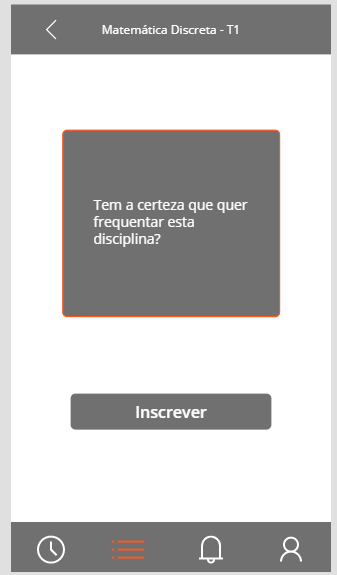 Matemática Discreta - T1
Tem a certeza que quer
frequentar esta
disciplina?
Inscrever